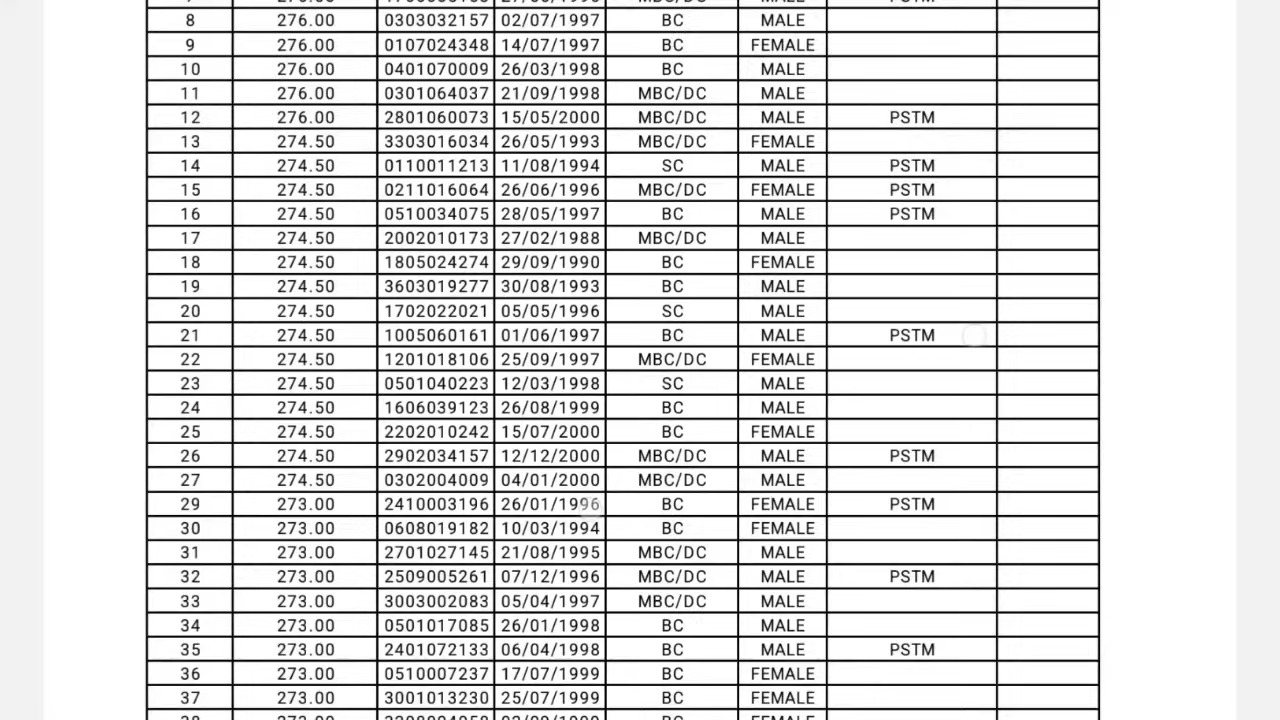 8 276.00 0303032157 02/07/1997 BC MALE
9 276.00 0107024348 14/07/1997 BC FEMALE
10 276.00 0401070009 26/03/1998 BC MALE
11 276.00 0301064037 21/09/1998 MBC/DC MALE
12 276.00 2801060073 15/05/2000 MBC/DC MALE PSTM
13 274.50 3303016034 26/05/1993 MBC/DC FEMALE
14 274.50 0110011213 11/08/1994 SC MALE PSTM
15 274.50 0211016064 26/06/1996 MBC/DC FEMALE PSTM
16 274.50 0510034075 28/05/1997 BC MALE PSTM
17 274.50 2002010173 27/02/1988 MBC/DC MALE
18 274.50 1805024274 29/09/1990 BC FEMALE
19 274.50 3603019277 30/08/1993 BC MALE
20 274.50 1702022021 05/05/1996 SC MALE
21 274.50 1005060161 01/06/1997 BC MALE PSTM
22 274.50 1201018106 25/09/1997 MBC/DC FEMALE
23 274.50 0501040223 12/03/1998 SC MALE
24 274.50 1606039123 26/08/1999 BC MALE
25 274.50 2202010242 15/07/2000 BC FEMALE
26 274.50 2902034157 12/12/2000 MBC/DC MALE PSTM
27 274.50 0302004009 04/01/2000 MBC/DC MALE
29 273.00 2410003196 26/01/1996 BC FEMALE PSTM
30 273.00 0608019182 10/03/1994 BC FEMALE
31 273.00 2701027145 21/08/1995 MBC/DC MALE
32 273.00 2509005261 07/12/1996 MBC/DC MALE PSTM
33 273.00 3003002083 05/04/1997 MBC/DC MALE
34 273.00 0501017085 26/01/1998 BC MALE
35 273.00 2401072133 06/04/1998 BC MALE PSTM
36 273.00 0510007237 17/07/1999 BC FEMALE
37 273.00 3001013230 25/07/1999 BC FEMALE